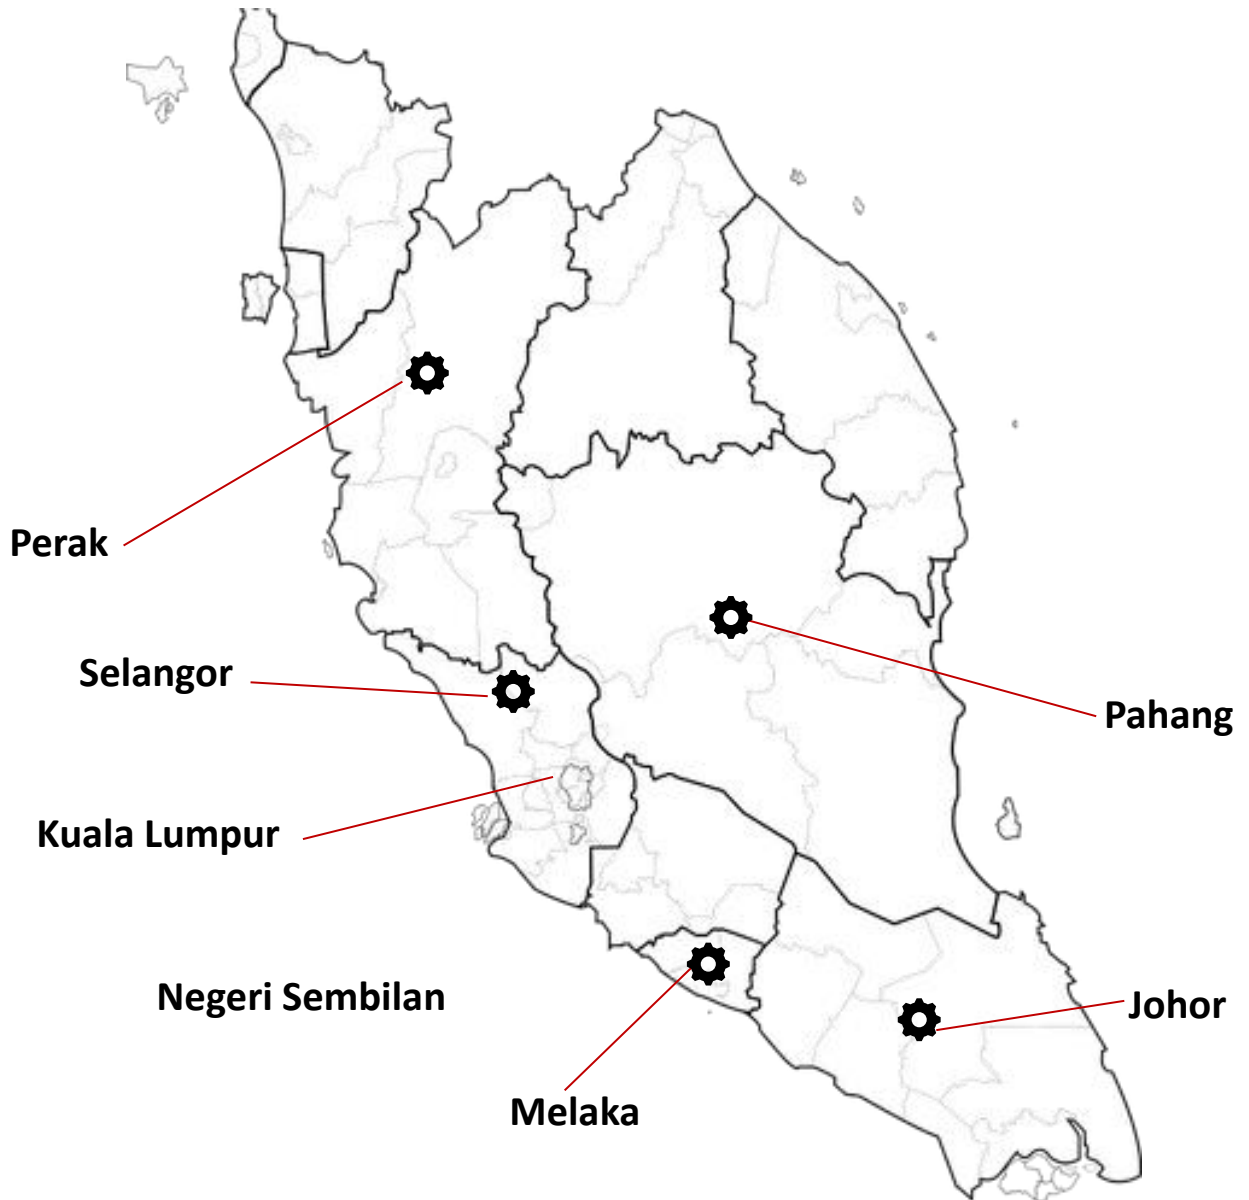 Perak
Selangor
Pahang
Kuala Lumpur
Negeri Sembilan
Johor
Melaka